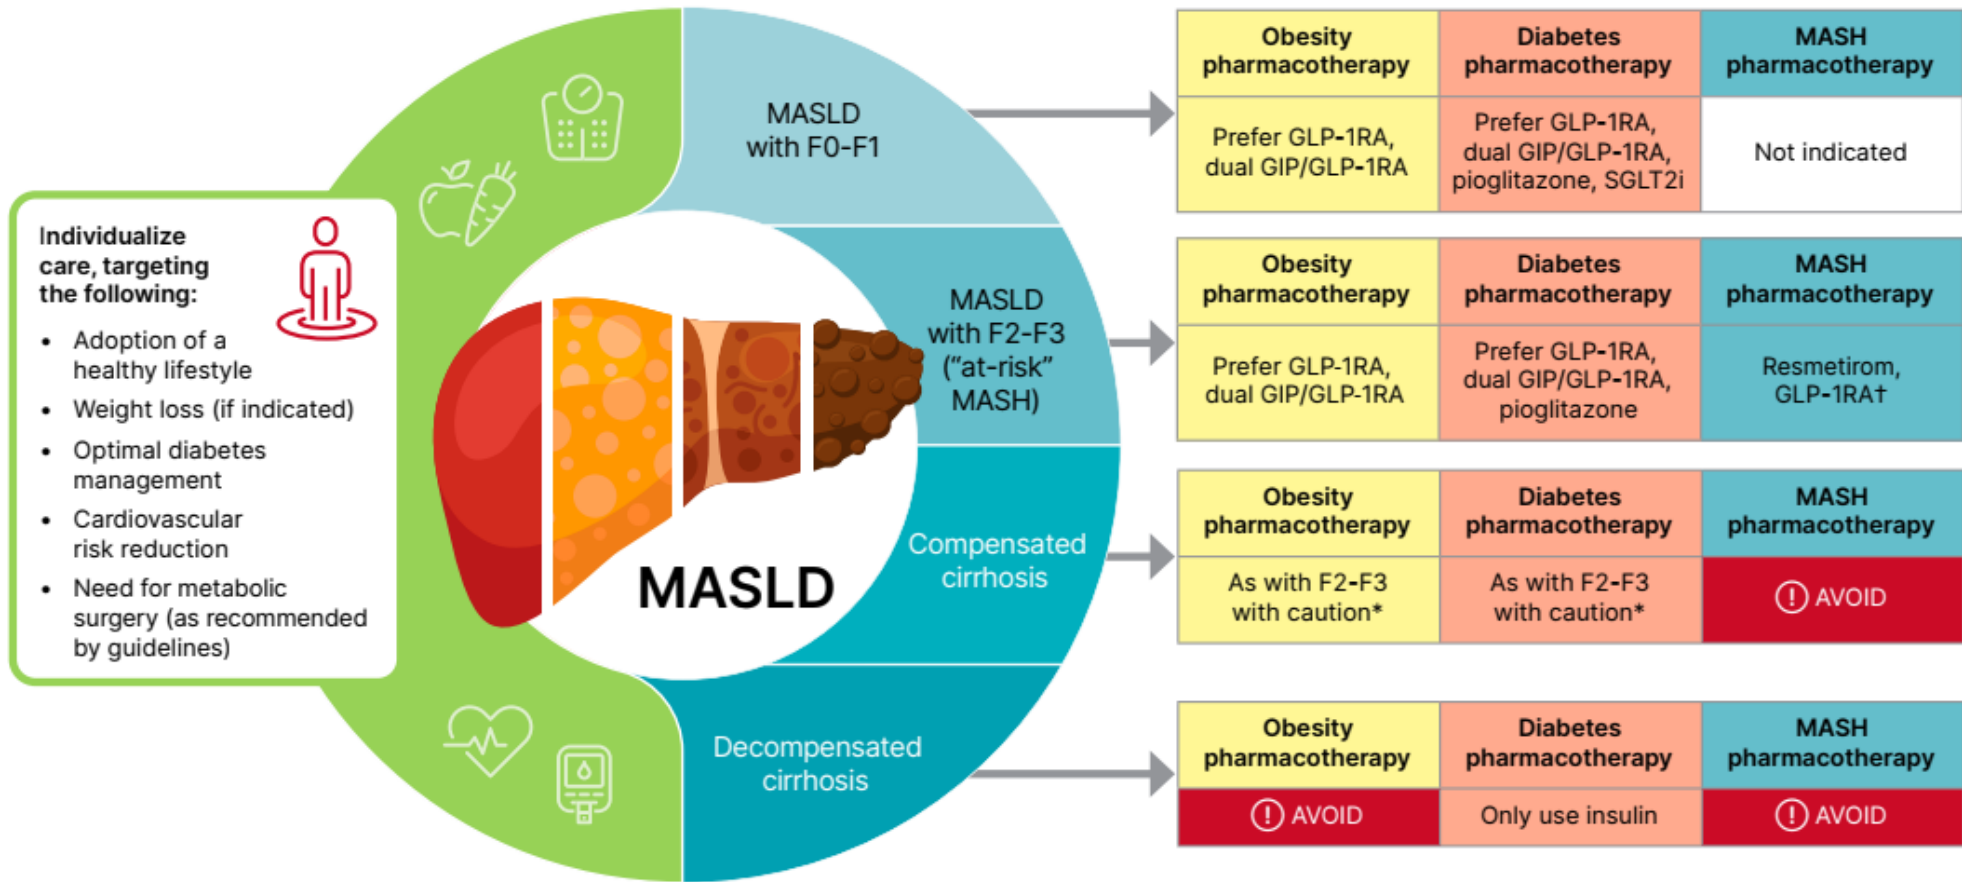 Individualize
care, targeting
the following:
• Adoption of a
healthy lifestyle
• Weight loss (if indicated)
• Optimal diabetes
management
• Cardiovascular
risk reduction
• Need for metabolic
surgery (as recommended
by guidelines)
MASLD
MASLD
with F0-F1
Obesity
pharmacotherapy
Diabetes
pharmacotherapy
MASH
pharmacotherapy
Prefer GLP-1RA,
dual GIP/GLP-1RA
Prefer GLP-1RA,
dual GIP/GLP-1RA,
pioglitazone, SGLT2i
Not indicated
MASLD
with F2-F3
("at-risk"
MASH)
Obesity
pharmacotherapy
Diabetes
pharmacotherapy
MASH
pharmacotherapy
Prefer GLP-1RA,
dual GIP/GLP-1RA
Prefer GLP-1RA,
dual GIP/GLP-1RA,
pioglitazone
Resmetirom,
GLP-1RA†
Compensated
cirrhosis
Obesity
pharmacotherapy
Diabetes
pharmacotherapy
MASH
pharmacotherapy
As with F2-F3
with caution*
As with F2-F3
with caution*
! AVOID
Decompensated
cirrhosis
Obesity
pharmacotherapy
Diabetes
pharmacotherapy
MASH
pharmacotherapy
! AVOID
Only use insulin
! AVOID